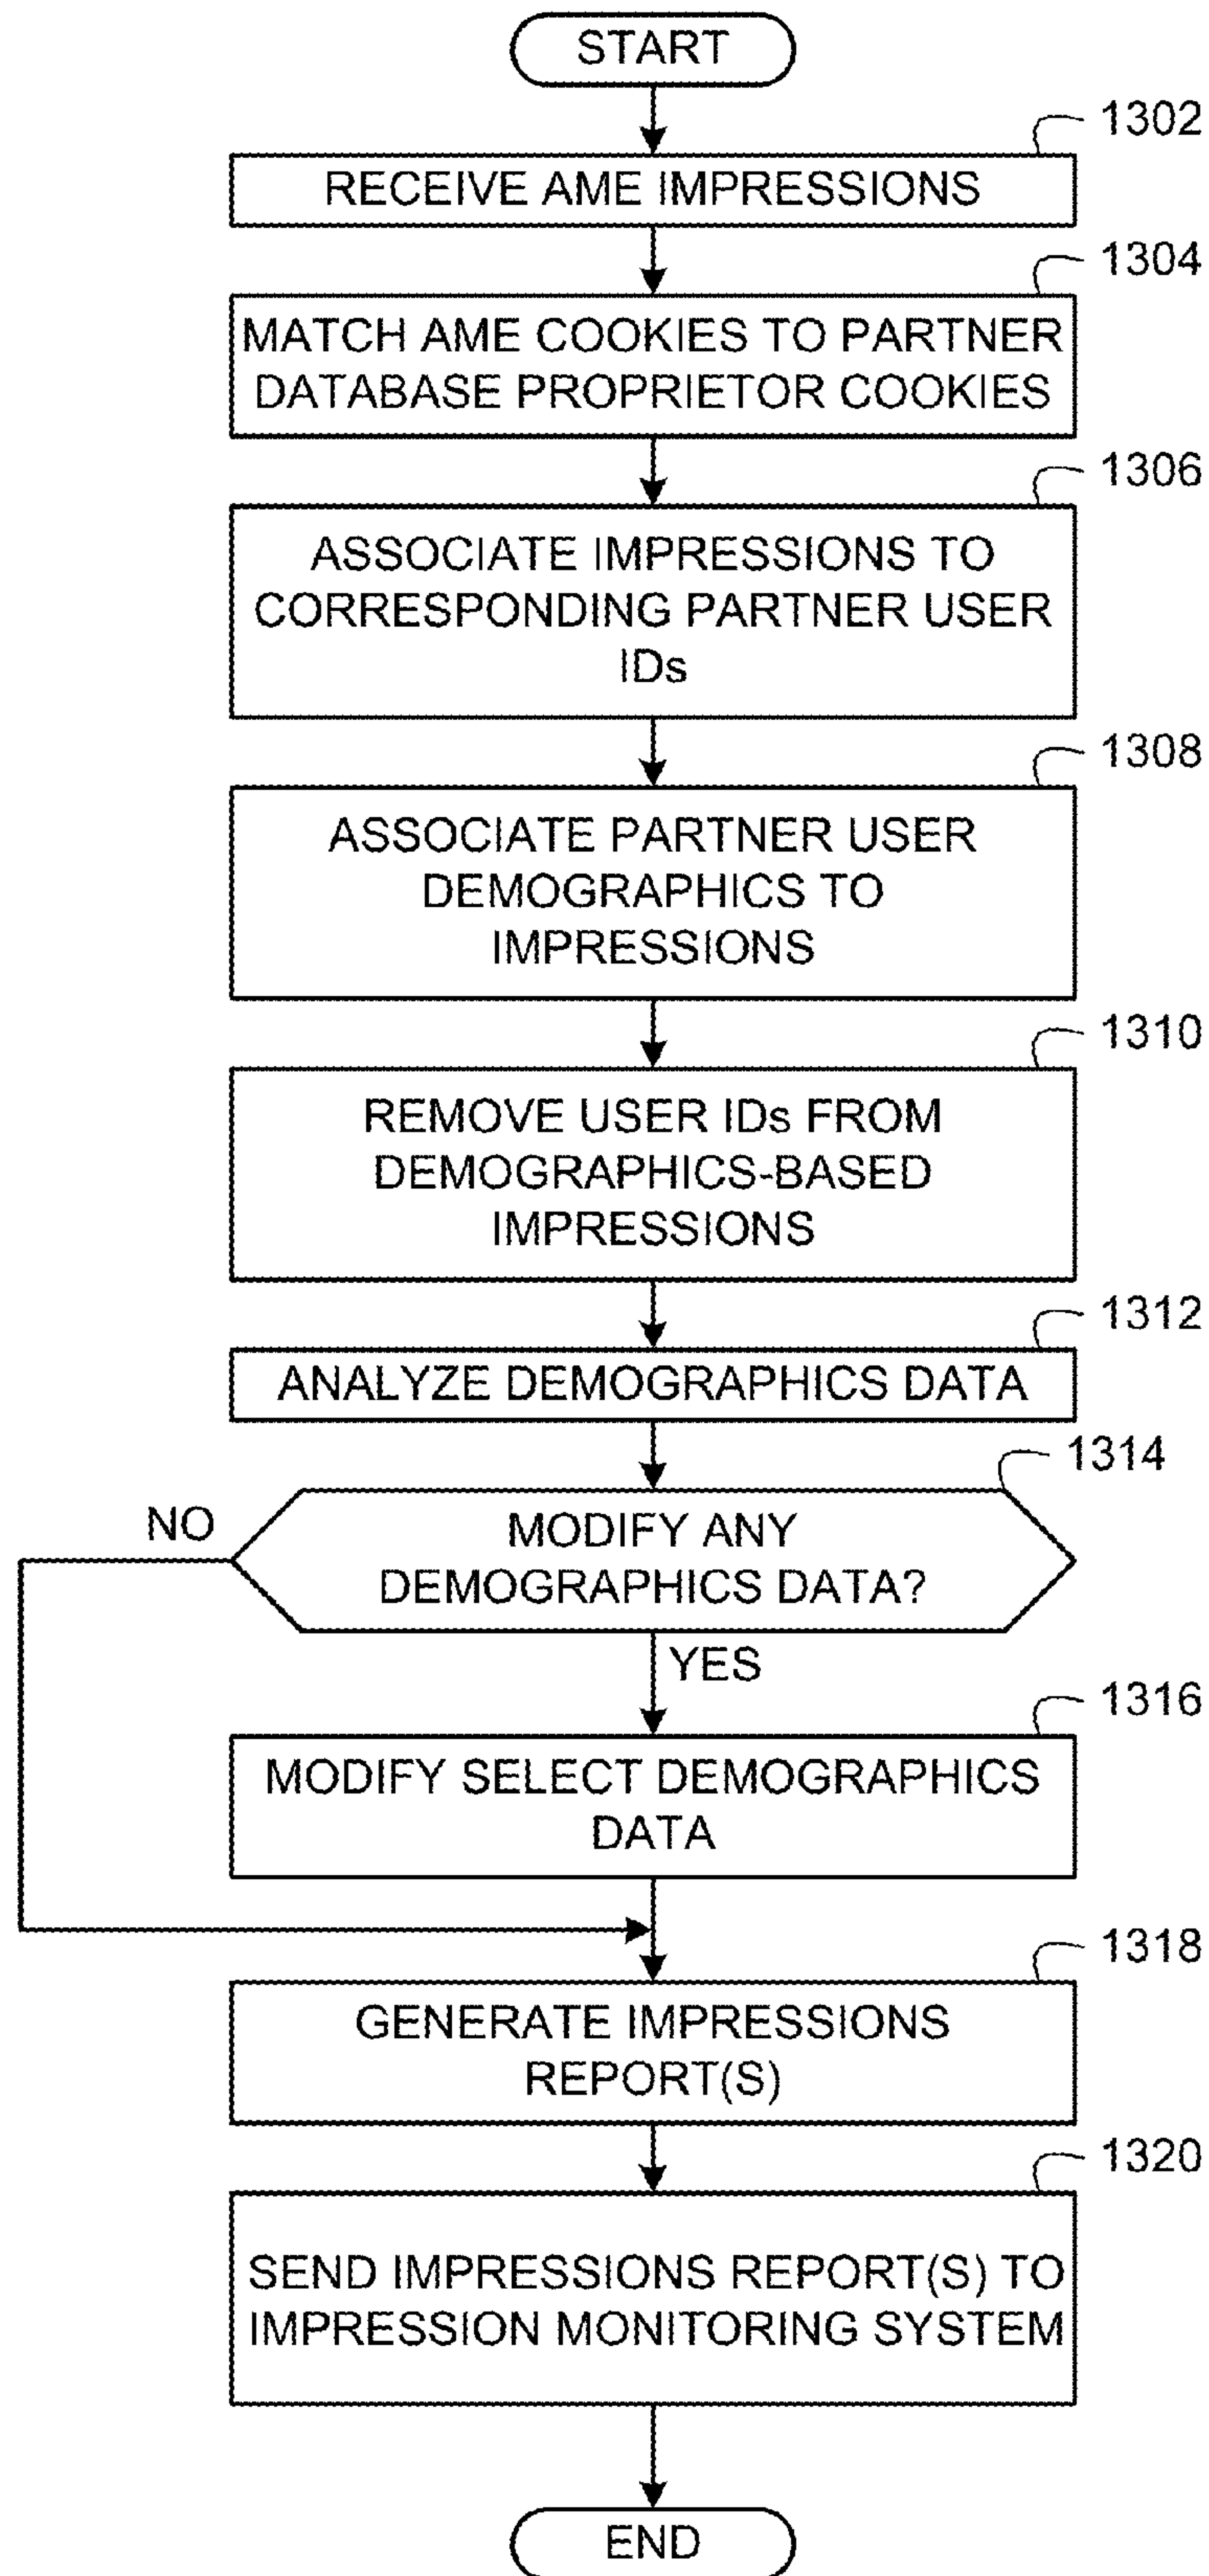 START
1302
RECEIVE AME IMPRESSIONS
1304
MATCH AME COOKIES TO PARTNER
DATABASE PROPRIETOR COOKIES
1306
ASSOCIATE IMPRESSIONS TO
CORRESPONDING PARTNER USER
IDs
1308
ASSOCIATE PARTNER USER
DEMOGRAPHICS TO
IMPRESSIONS
1310
REMOVE USER IDs FROM
DEMOGRAPHICS-BASED
IMPRESSIONS
1312
ANALYZE DEMOGRAPHICS DATA
1314
NO
MODIFY ANY
DEMOGRAPHICS DATA?
YES
1316
MODIFY SELECT DEMOGRAPHICS
DATA
1318
GENERATE IMPRESSIONS
REPORT(S)
1320
SEND IMPRESSIONS REPORT(S) TO
IMPRESSION MONITORING SYSTEM
END